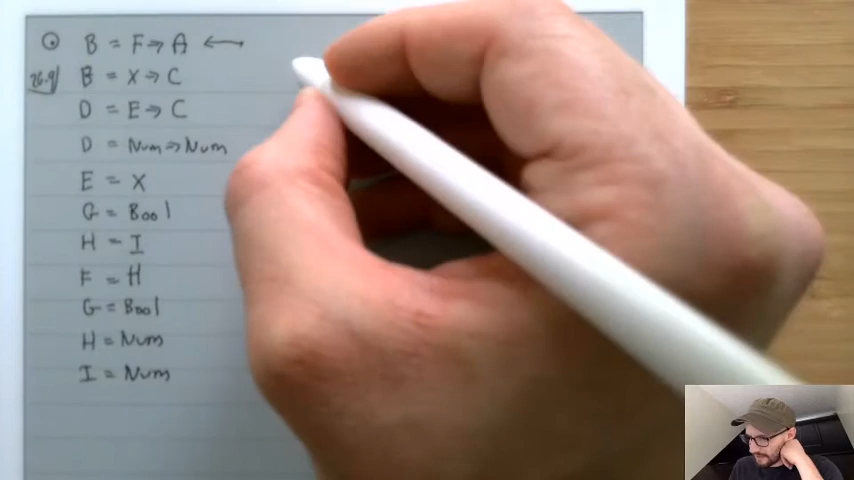 ⊙ B = F → A ←
B = X → C
D = E → C
D = Num → Num
E = X
G = Bool
H = I
F = H
G = Bool
H = Num
I = Num